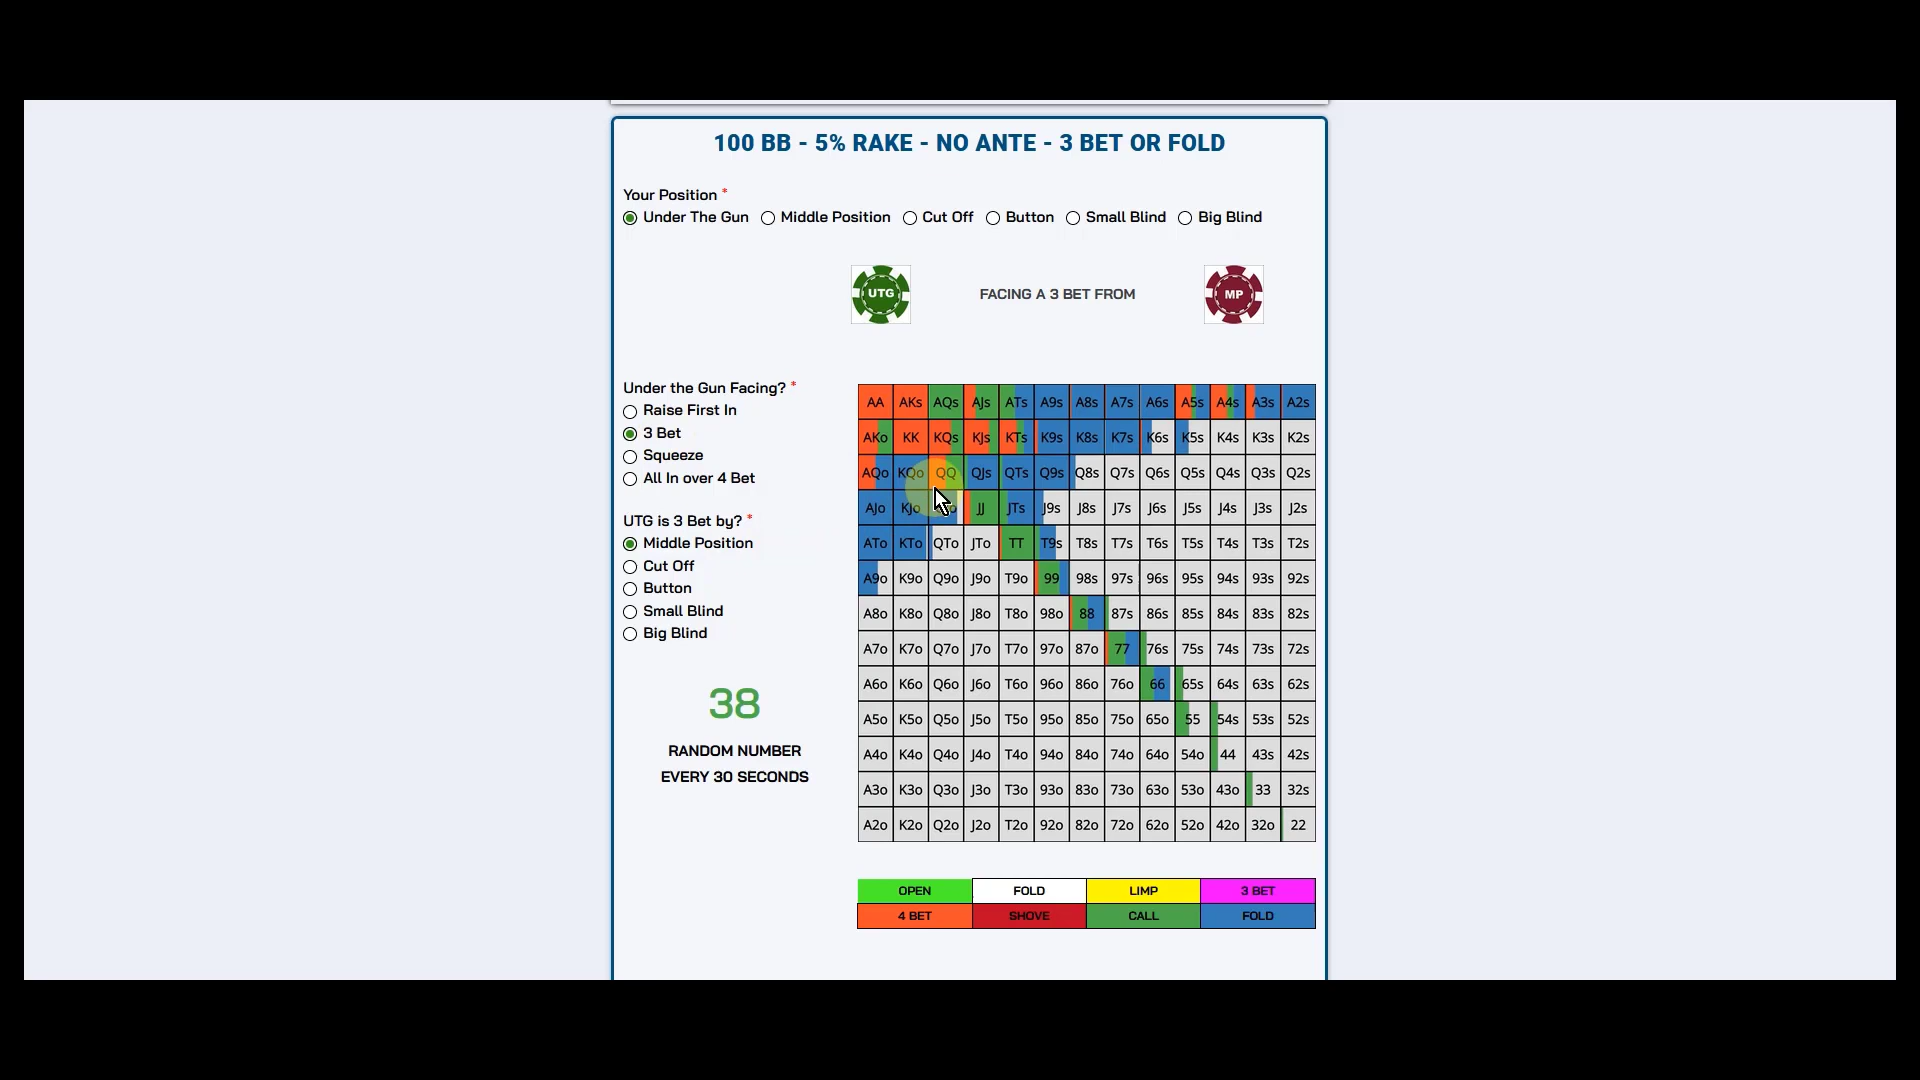 100 BB - 5% RAKE - NO ANTE - 3 BET OR FOLD
Your Position *
Under The Gun Middle Position Cut Off Button Small Blind Big Blind
UTG FACING A 3 BET FROM MP
Under the Gun Facing? *
Raise First In
3 Bet
Squeeze
All In over 4 Bet
UTG is 3 Bet by? *
Middle Position
Cut Off
Button
Small Blind
Big Blind
38
RANDOM NUMBER
EVERY 30 SECONDS
AA AKs AQs AJs ATs A9s A8s A7s A6s A5s A4s A3s A2s
AKo KK KQs KJs KTs K9s K8s K7s K6s K5s K4s K3s K2s
AQo KQo QQ QJs QTs Q9s Q8s Q7s Q6s Q5s Q4s Q3s Q2s
AJo KJo JJ JTs J9s J8s J7s J6s J5s J4s J3s J2s
ATo KTo QTo JTo TT T9s T8s T7s T6s T5s T4s T3s T2s
A9o K9o Q9o J9o T9o 99 98s 97s 96s 95s 94s 93s 92s
A8o K8o Q8o J8o T8o 98o 88 87s 86s 85s 84s 83s 82s
A7o K7o Q7o J7o T7o 97o 87o 77 76s 75s 74s 73s 72s
A6o K6o Q6o J6o T6o 96o 86o 76o 66 65s 64s 63s 62s
A5o K5o Q5o J5o T5o 95o 85o 75o 65o 55 54s 53s 52s
A4o K4o Q4o J4o T4o 94o 84o 74o 64o 54o 44 43s 42s
A3o K3o Q3o J3o T3o 93o 83o 73o 63o 53o 43o 33 32s
A2o K2o Q2o J2o T2o 92o 82o 72o 62o 52o 42o 32o 22
OPEN FOLD LIMP 3 BET
4 BET SHOVE CALL FOLD